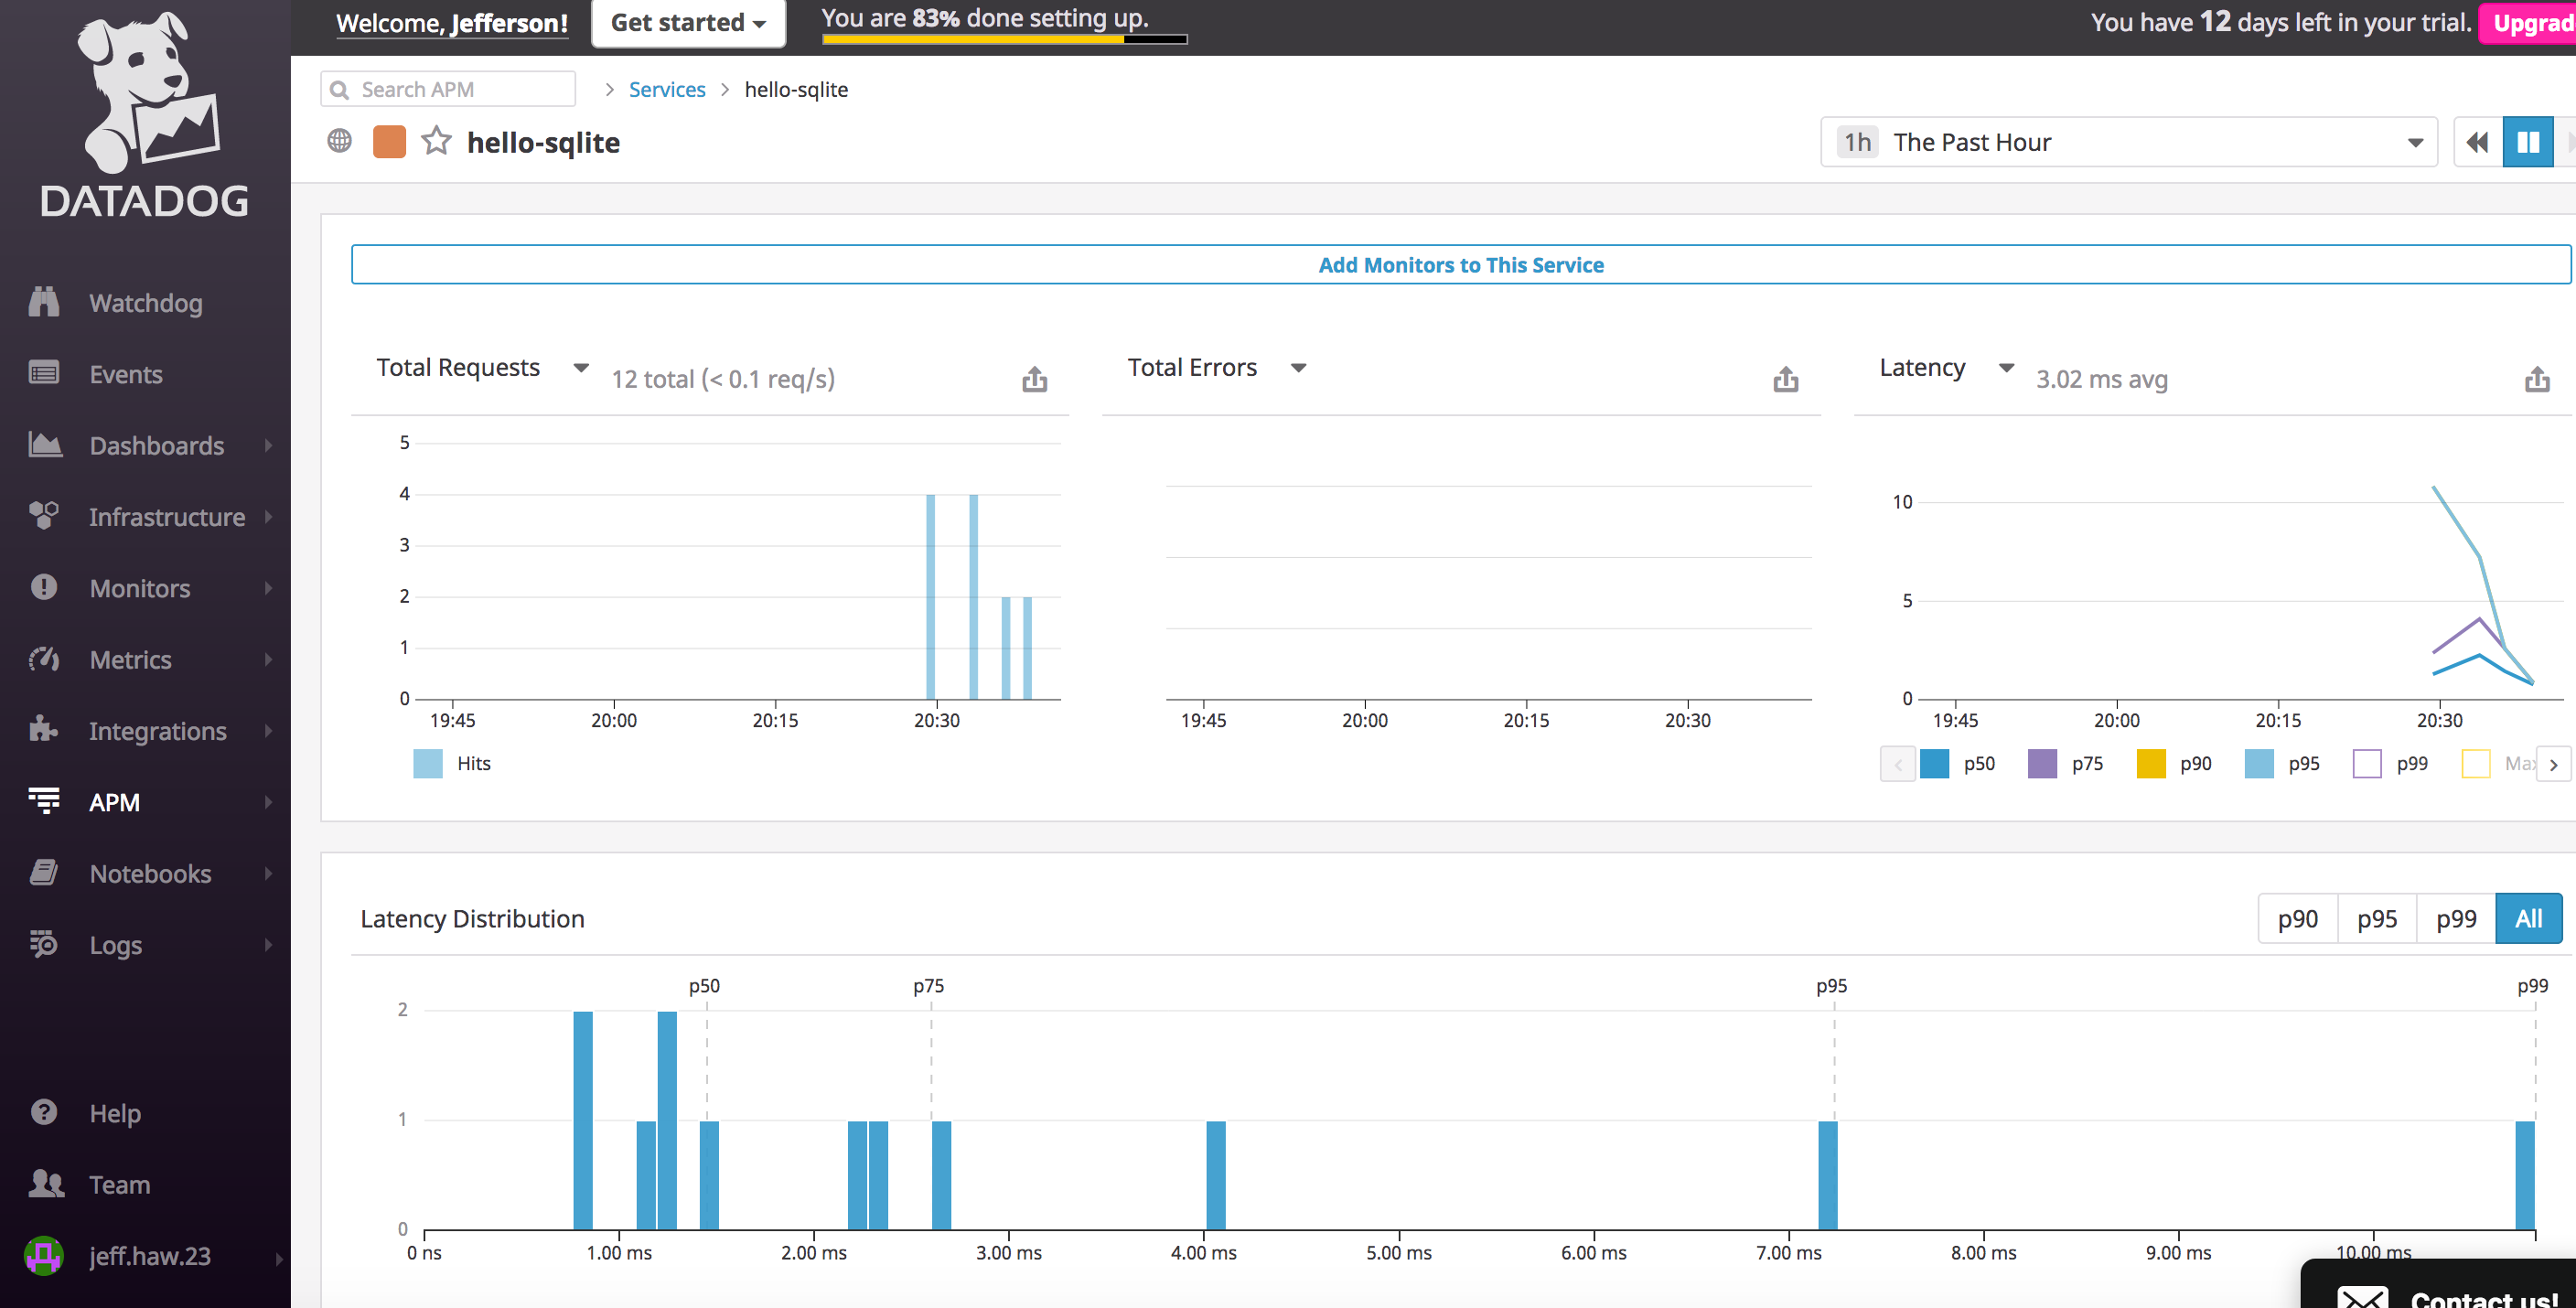 Welcome, Jefferson!
Get started
You are 83% done setting up.
You have 12 days left in your trial.
Upgrad
DATADOG
Watchdog
Events
Dashboards
Infrastructure
Monitors
Metrics
Integrations
APM
Notebooks
Logs
Help
Team
jeff.haw.23
Search APM
> Services > hello-sqlite
hello-sqlite
1h The Past Hour
Add Monitors to This Service
Total Requests 12 total (< 0.1 req/s)
5
4
3
2
1
0
19:45 20:00 20:15 20:30
Hits
Total Errors
19:45 20:00 20:15 20:30
Latency 3.02 ms avg
10
5
0
19:45 20:00 20:15 20:30
p50 p75 p90 p95 p99 Max
Latency Distribution
p90 p95 p99 All
p50 p75 p95 p99
2
1
0
0 ns 1.00 ms 2.00 ms 3.00 ms 4.00 ms 5.00 ms 6.00 ms 7.00 ms 8.00 ms 9.00 ms 10.00 ms
Contact us!